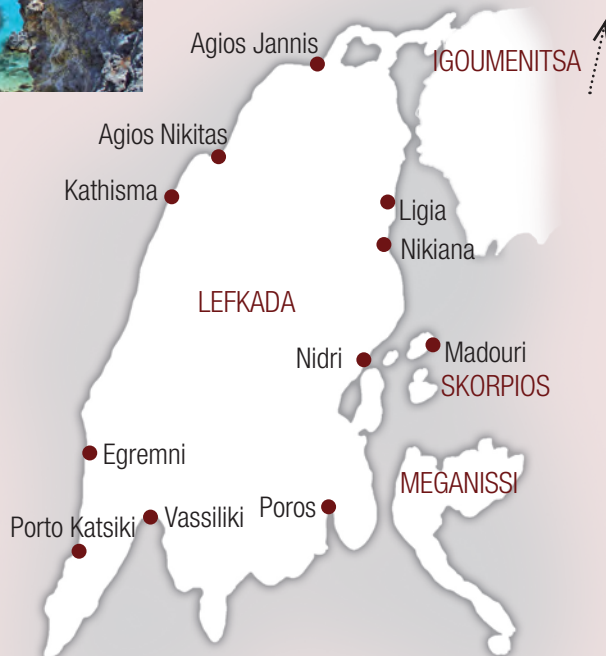 Agios Jannis
IGOUMENITSA
Agios Nikitas
Kathisma
Ligia
Nikiana
LEFKADA
Nidri
Madouri
SKORPIOS
Egremni
MEGANISSI
Poros
Vassiliki
Porto Katsiki